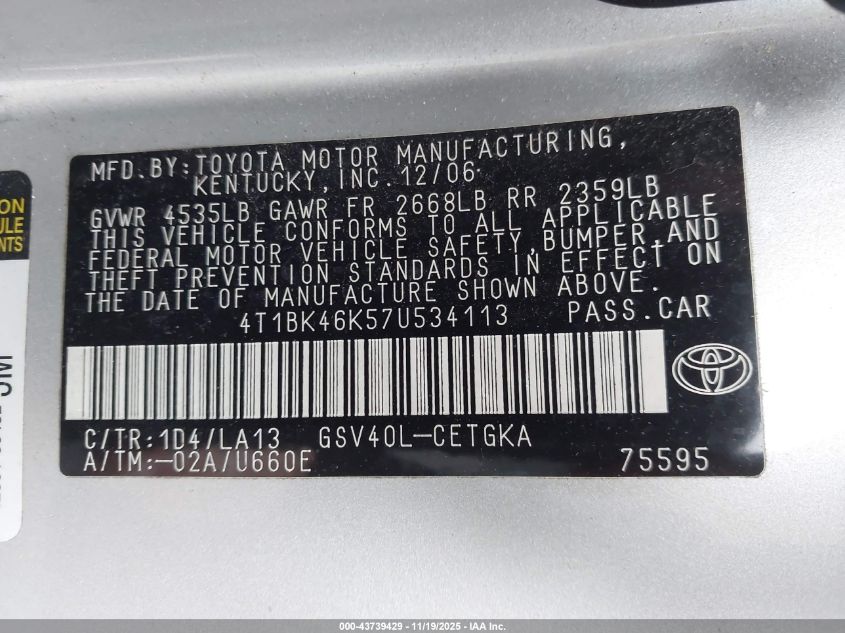 MFD.BY:TOYOTA MOTOR MANUFACTURING,
KENTUCKY, INC. 12/06
GVWR 4535LB GAWR FR 2668LB RR 2359LB
THIS VEHICLE CONFORMS TO ALL APPLICABLE
FEDERAL MOTOR VEHICLE SAFETY,BUMPER,AND
THEFT PREVENTION STANDARDS IN EFFECT ON
THE DATE OF MANUFACTURE SHOWN ABOVE.
4T1BK46K57U534113 PASS.CAR
C/TR:1D4/LA13 GSV40L-CETGKA
A/TM:-02A/U660E 75595
000-43739429 - 11/19/2025 - IAA Inc.